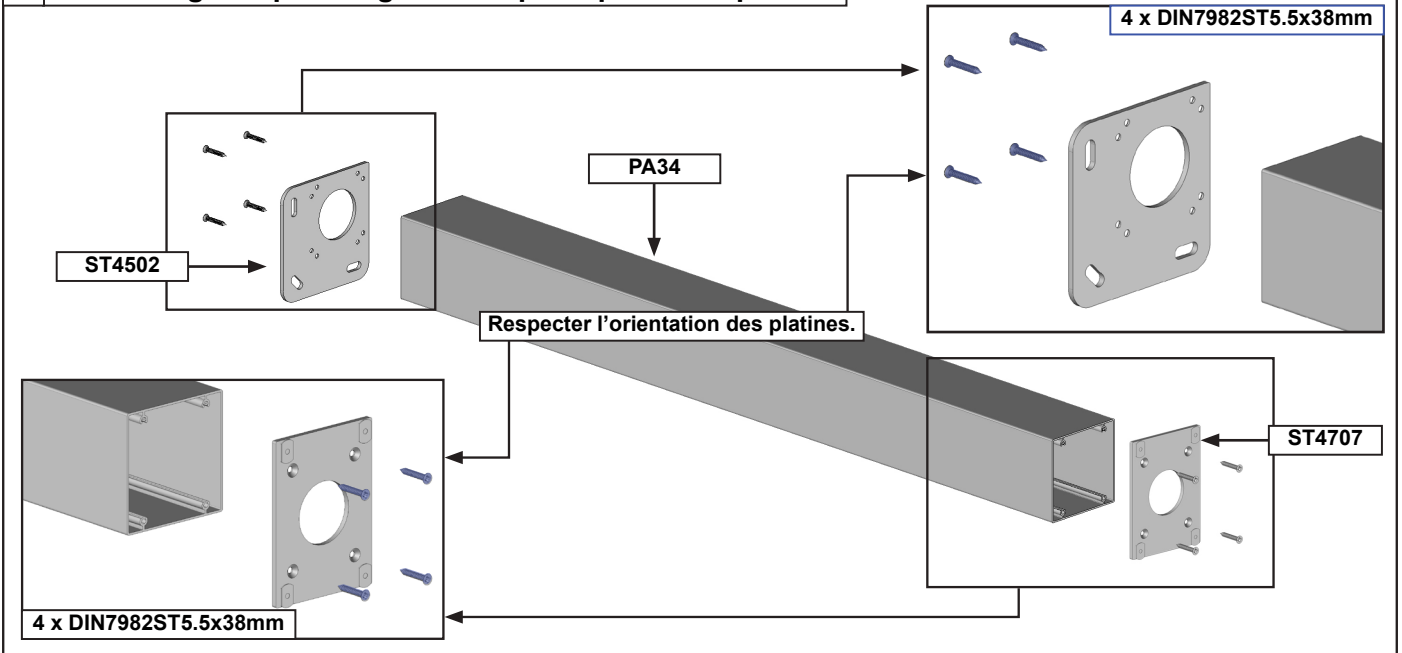 4 x DIN7982ST5.5x38mm
PA34
ST4502
Respecter l’orientation des platines.
ST4707
4 x DIN7982ST5.5x38mm